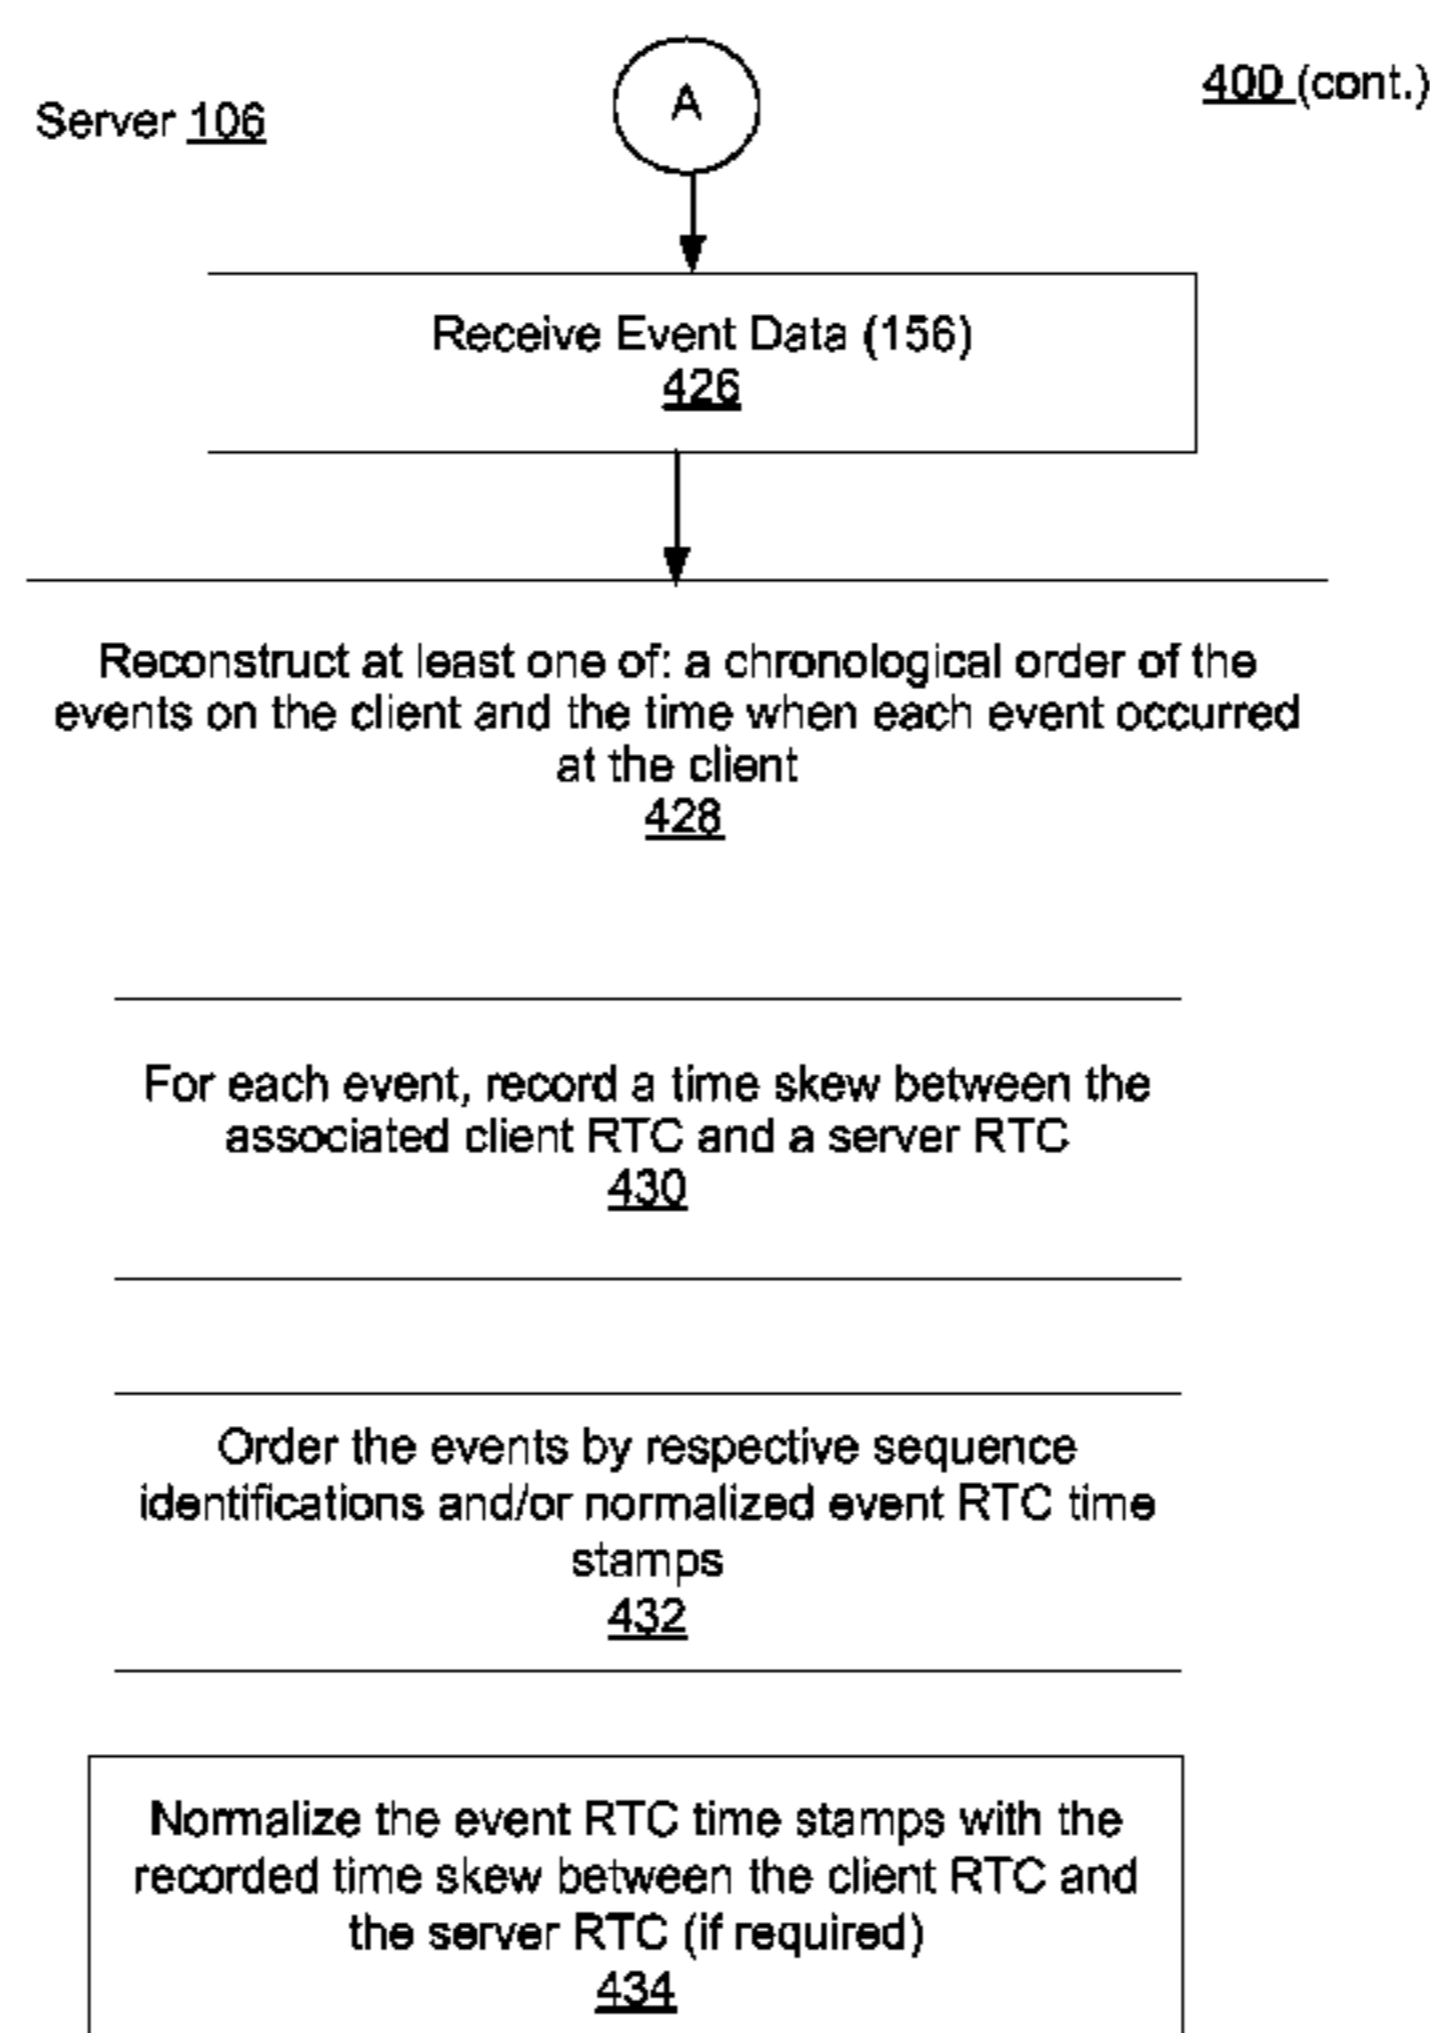 400 (cont.)
Server 106
A
Receive Event Data (156)
426
Reconstruct at least one of: a chronological order of the
events on the client and the time when each event occurred
at the client
428
For each event, record a time skew between the
associated client RTC and a server RTC
430
Order the events by respective sequence
identifications and/or normalized event RTC time
stamps
432
Normalize the event RTC time stamps with the
recorded time skew between the client RTC and
the server RTC (if required)
434